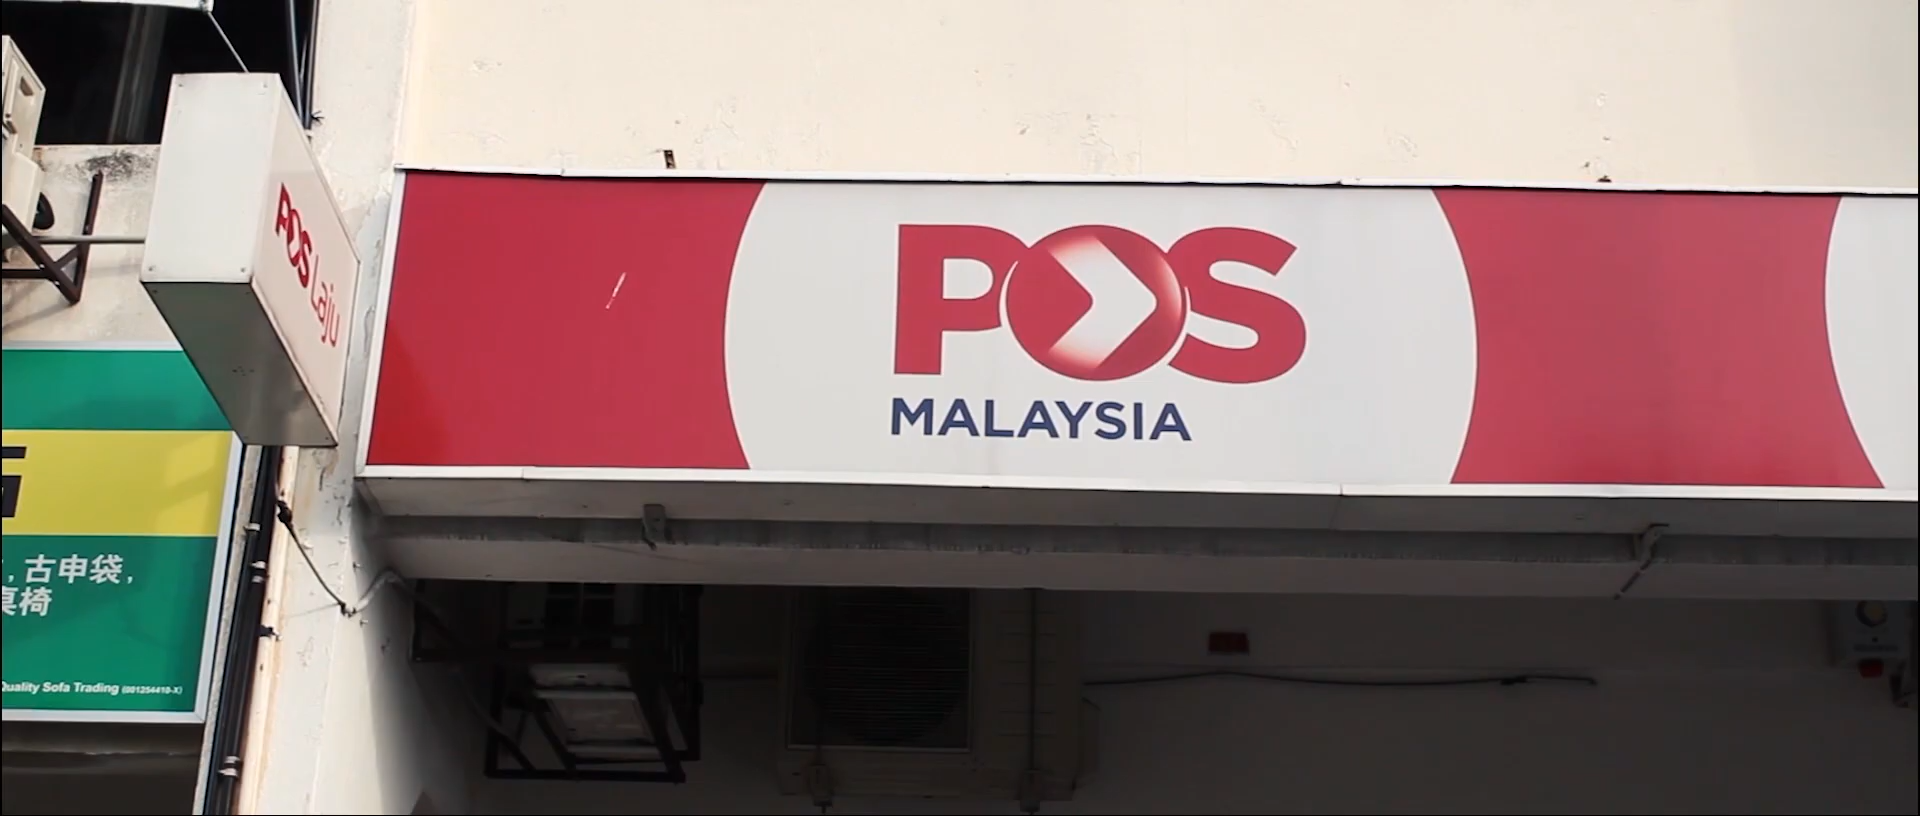 POS Laju
POS
MALAYSIA
, 古申袋,
桌椅
Quality Sofa Trading (001254410-X)